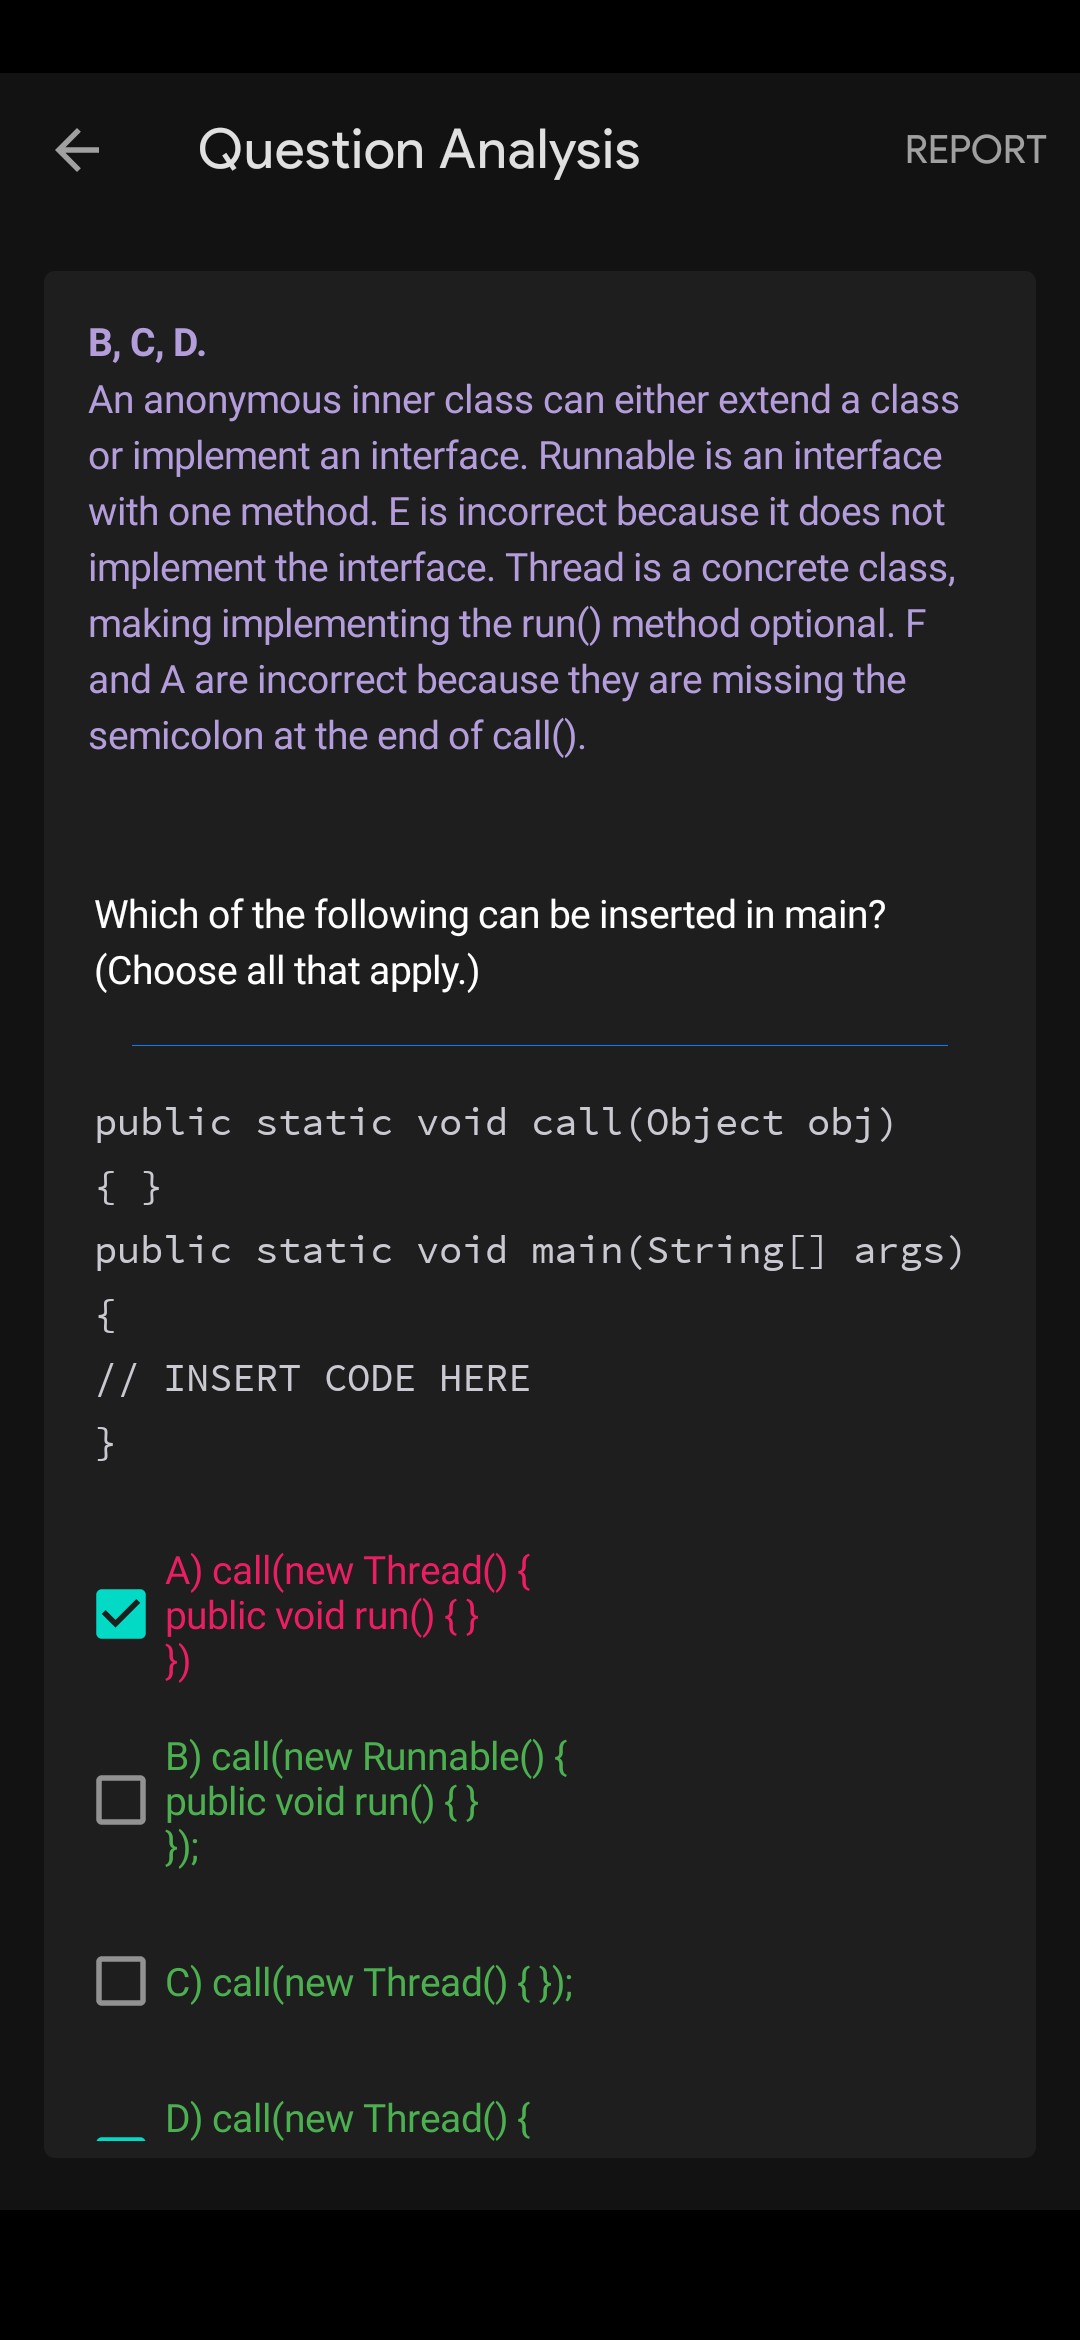 Question Analysis
REPORT
B, C, D.
An anonymous inner class can either extend a class
or implement an interface. Runnable is an interface
with one method. E is incorrect because it does not
implement the interface. Thread is a concrete class,
making implementing the run() method optional. F
and A are incorrect because they are missing the
semicolon at the end of call().
Which of the following can be inserted in main?
(Choose all that apply.)
public static void call(Object obj)
{ }
public static void main(String[] args)
{
// INSERT CODE HERE
}
A) call(new Thread() {
public void run() { }
})
B) call(new Runnable() {
public void run() { }
});
C) call(new Thread() { });
D) call(new Thread() {